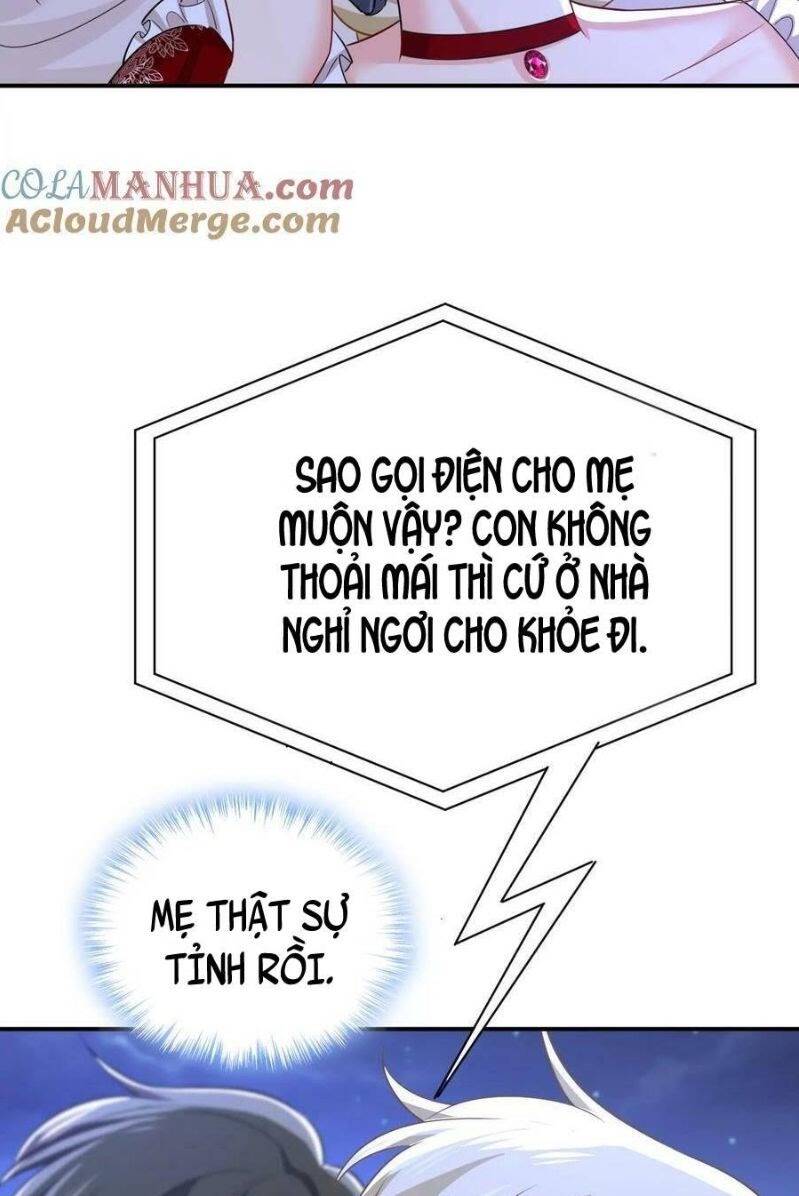 COLAMANHUA.com
ACloudMerge.com
SAO GỌI ĐIỆN CHO MẸ
MUỘN VẬY? CON KHÔNG
THOẢI MÁI THÌ CỨ Ở NHÀ
NGHỈ NGƠI CHO KHỎE ĐI.
MẸ THẬT SỰ
TỈNH RỒI.